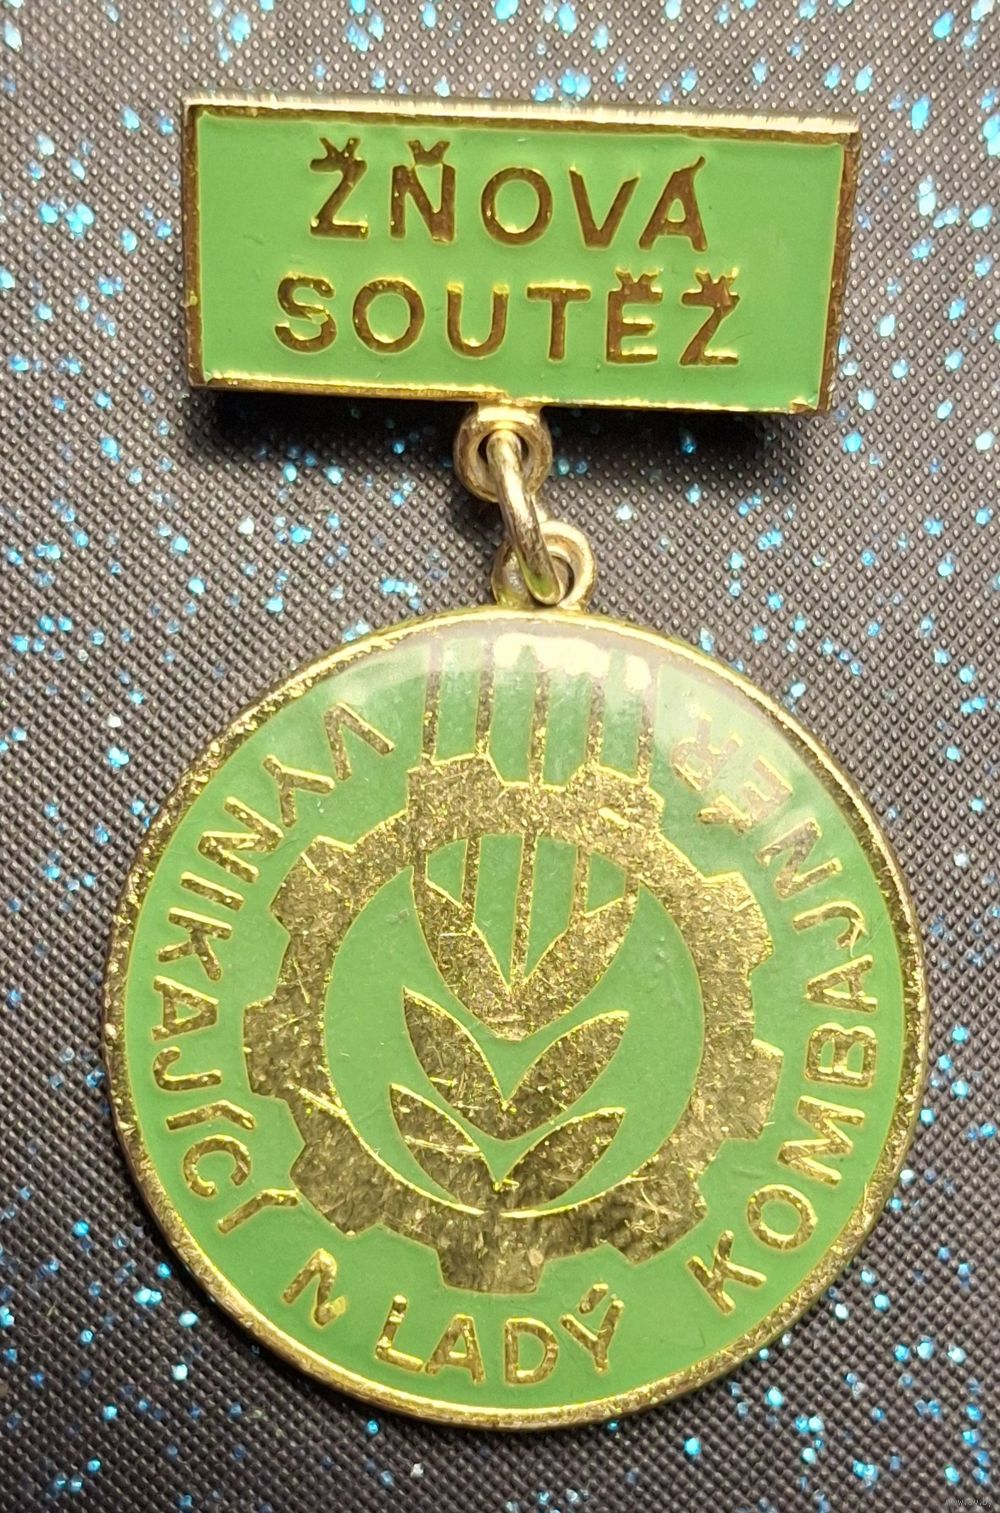 ŽŇOVÁ
SOUTĚŽ
VYNIKAJÍCÍ MLADÝ KOMBAJNÉR